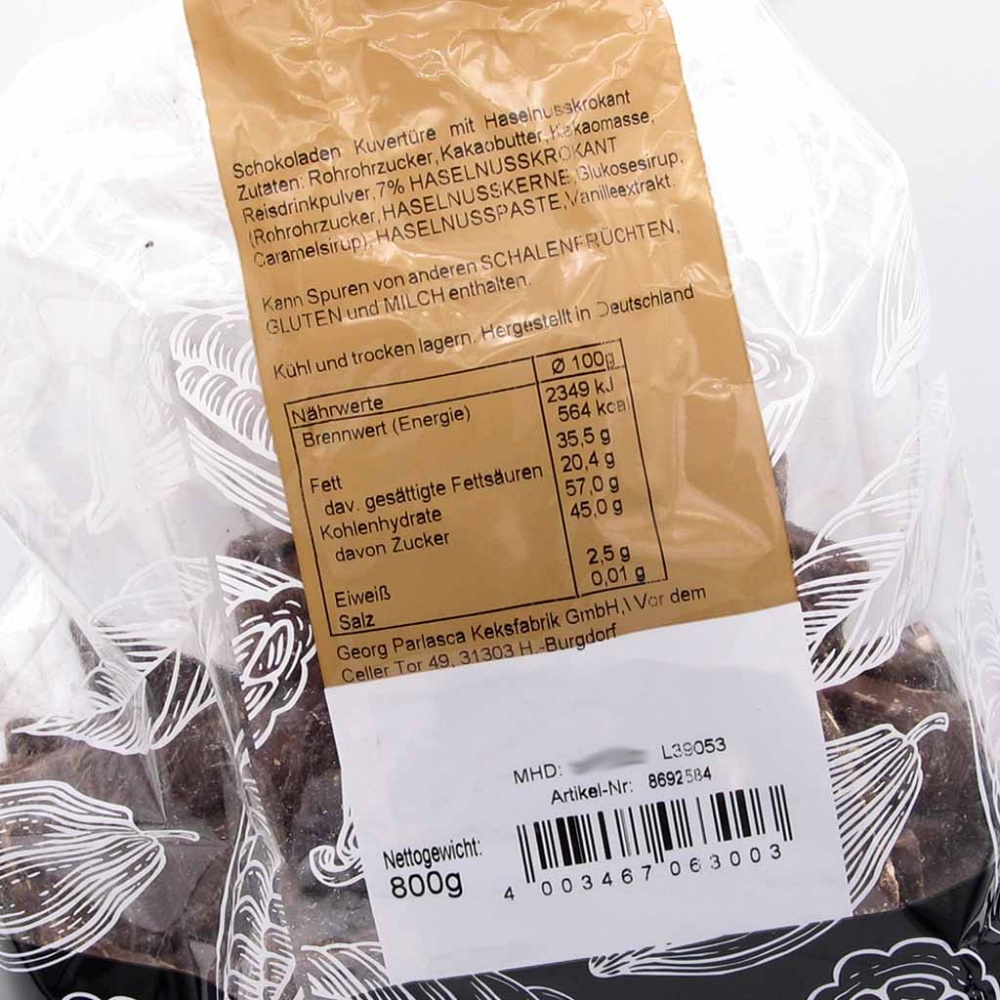 Schokoladen Kuvertüre mit Haselnusskrokant
Zutaten: Rohrohrzucker, Kakaobutter, Kakaomasse,
Reisdrinkpulver, 7% HASELNUSSKROKANT
(Rohrohrzucker, HASELNUSSKERNE, Glukosesirup,
Caramelsirup), HASELNUSSPASTE, Vanilleextrakt.
Kann Spuren von anderen SCHALENFRÜCHTEN,
GLUTEN und MILCH enthalten.
Kühl und trocken lagern. Hergestellt in Deutschland
Nährwerte Ø 100g
Brennwert (Energie) 2349 kJ
564 kcal
Fett 35,5 g
dav. gesättigte Fettsäuren 20,4 g
Kohlenhydrate 57,0 g
davon Zucker 45,0 g
Eiweiß 2,5 g
Salz 0,01 g
Georg Parlasca Keksfabrik GmbH, Vor dem
Celler Tor 49, 31303 H.-Burgdorf
MHD: L39053
Artikel-Nr: 8692584
Nettogewicht:
800g
4 003467 063003